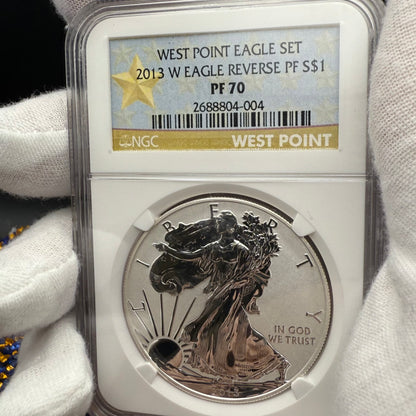 WEST POINT EAGLE SET
2013 W EAGLE REVERSE PF S$1
PF 70
2688804-004
NGC WEST POINT
LIBERTY
IN GOD
WE TRUST